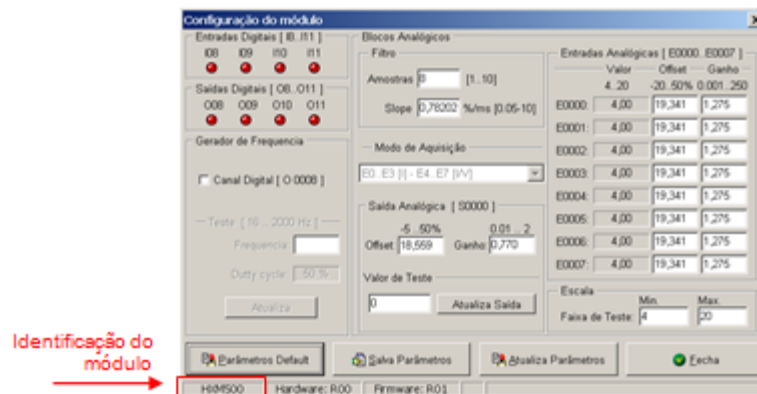 Configuração do módulo
Entradas Digitais [ I8..I11 ]
I08 I09 I10 I11
Saídas Digitais [ O8..O11 ]
O08 O09 O10 O11
Gerador de Frequencia
Canal Digital [ O 0008 ]
Teste [ 16 .. 2000 Hz ]
Frequencia:
Dutty cycle: 50 %
Atualiza
Blocos Analógicos
Filtro
Amostras 8 [1..10]
Slope 0,78202 %/ms [0.05-10]
Modo de Aquisição
E0..E3 [I] - E4..E7 [I/V]
Saída Analógica [ S0000 ]
-5 ..50% 0.01 .. 2
Offset: 18,559 Ganho: 0,770
Valor de Teste
0 Atualiza Saída
Entradas Analógicas [ E0000..E0007 ]
Valor Offset Ganho
4..20 -20..50% 0.001..250
E0000: 4,00 19,341 1,275
E0001: 4,00 19,341 1,275
E0002: 4,00 19,341 1,275
E0003: 4,00 19,341 1,275
E0004: 4,00 19,341 1,275
E0005: 4,00 19,341 1,275
E0006: 4,00 19,341 1,275
E0007: 4,00 19,341 1,275
Escala
Min. Max.
Faixa de Teste: 4 20
Parâmetros Default Salva Parâmetros Atualiza Parâmetros Fecha
Identificação do
módulo
HXM500 Hardware: R00 Firmware: R01